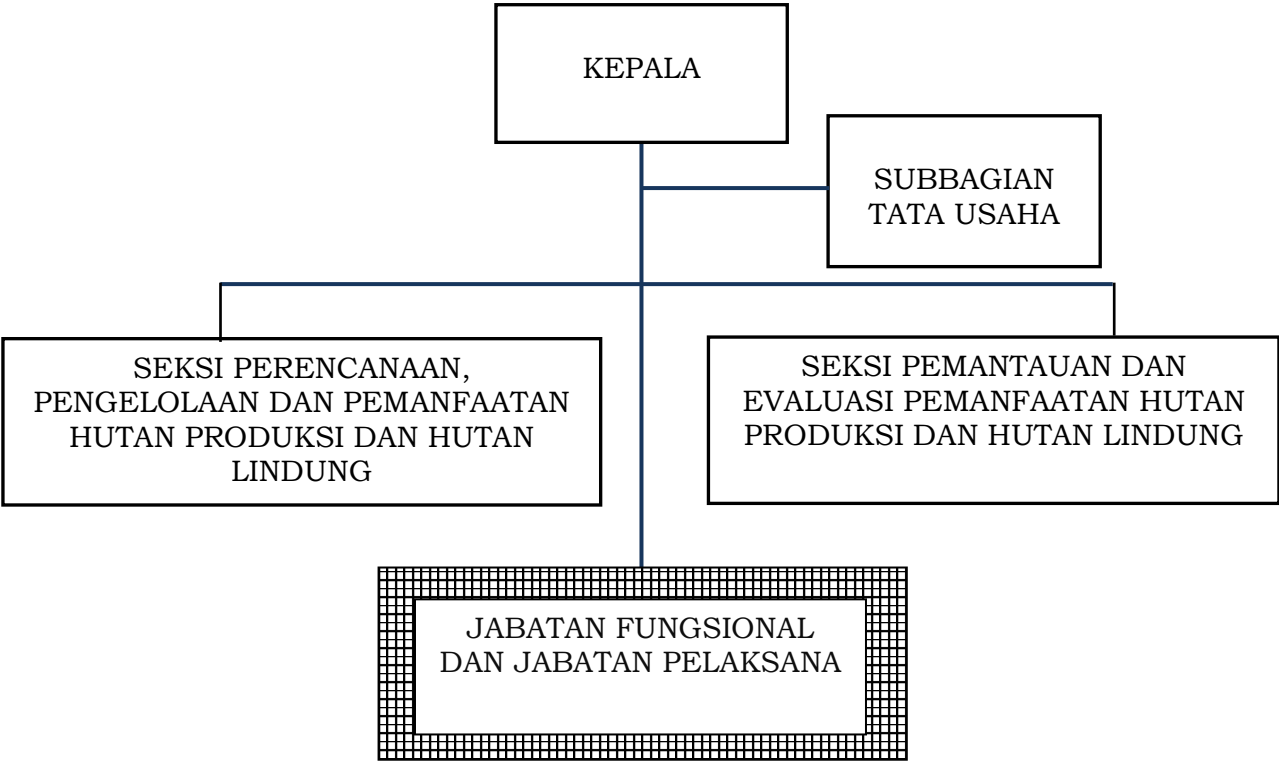 KEPALA
SUBBAGIAN
TATA USAHA
SEKSI PERENCANAAN,
PENGELOLAAN DAN PEMANFAATAN
HUTAN PRODUKSI DAN HUTAN
LINDUNG
SEKSI PEMANTAUAN DAN
EVALUASI PEMANFAATAN HUTAN
PRODUKSI DAN HUTAN LINDUNG
JABATAN FUNGSIONAL
DAN JABATAN PELAKSANA